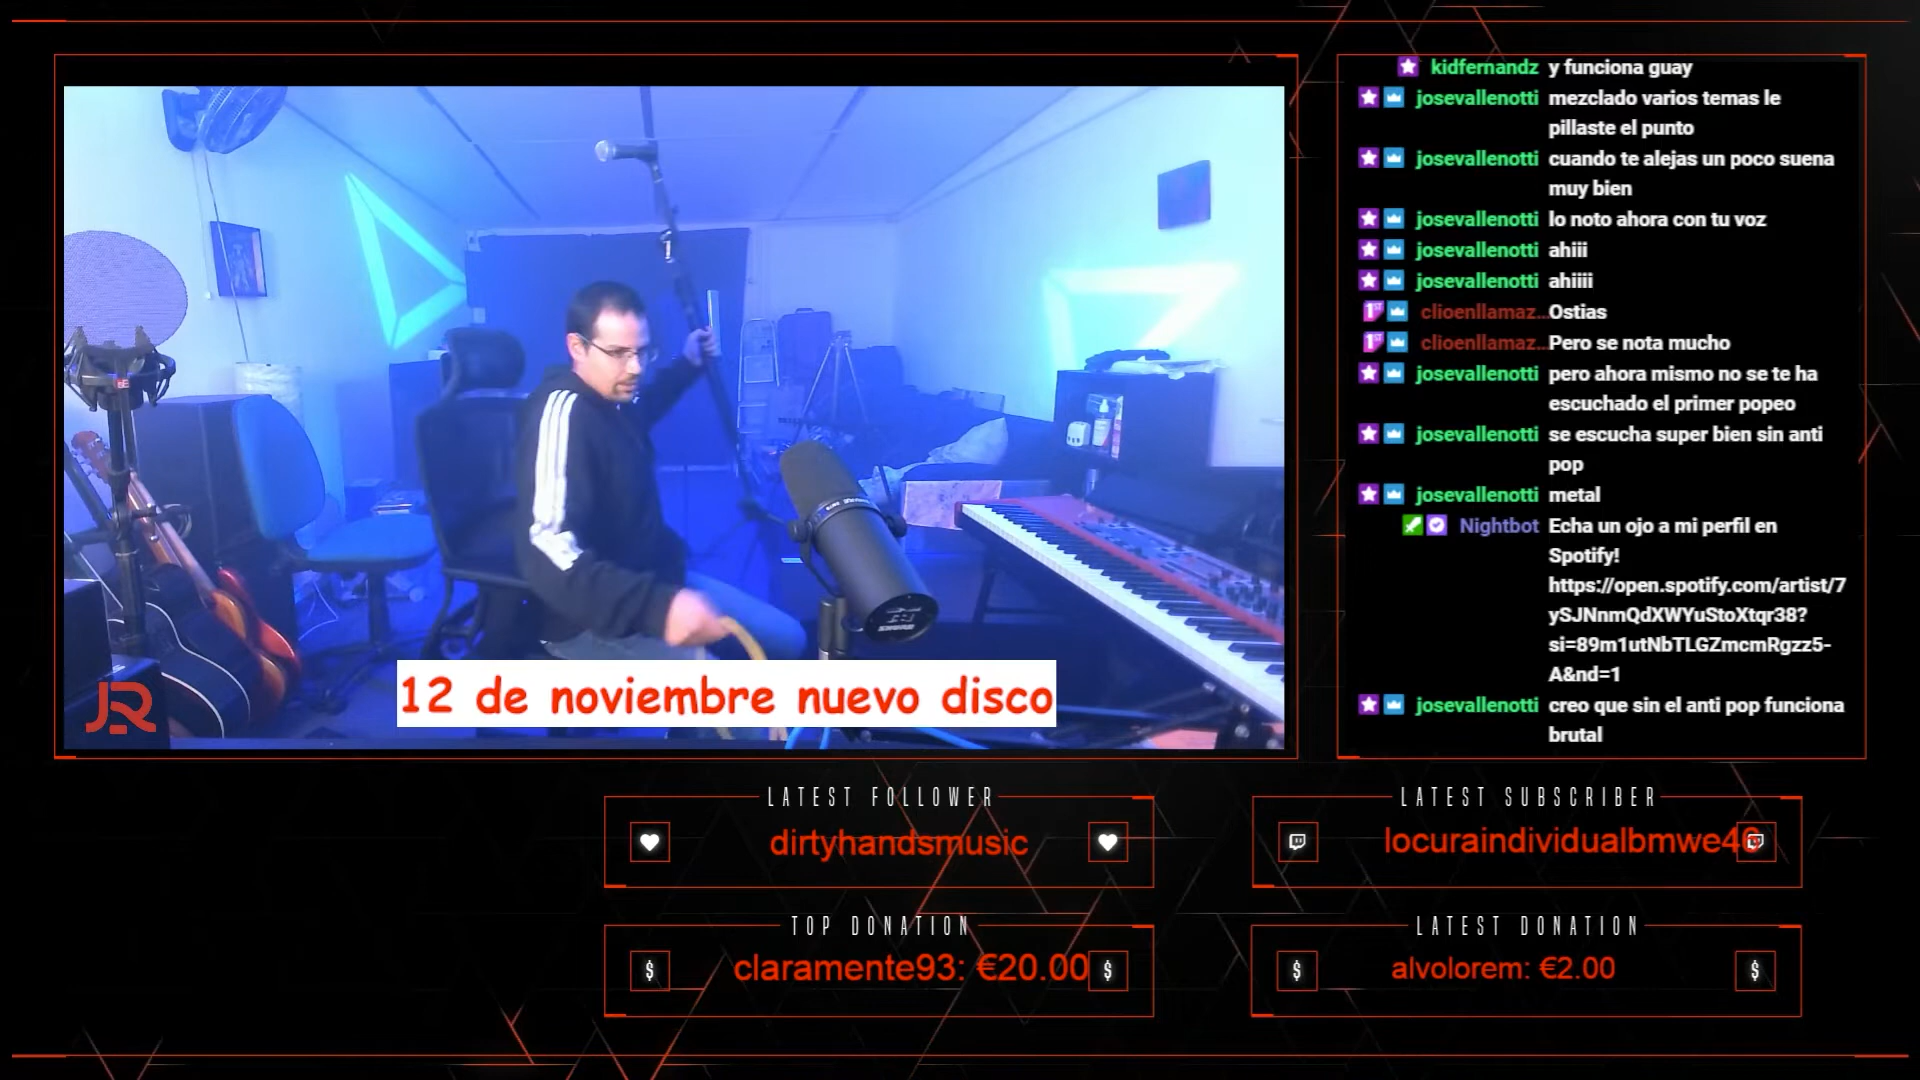 kidfernandz y funciona guay
josevallenotti mezclado varios temas le
pillaste el punto
josevallenotti cuando te alejas un poco suena
muy bien
josevallenotti lo noto ahora con tu voz
josevallenotti ahiii
josevallenotti ahiiii
clioenllamaz... Ostias
clioenllamaz... Pero se nota mucho
josevallenotti pero ahora mismo no se te ha
escuchado el primer popeo
josevallenotti se escucha super bien sin anti
pop
josevallenotti metal
Nightbot Echa un ojo a mi perfil en
Spotify!
https://open.spotify.com/artist/7
ySJNnmQdXWYuStoXtqr38?
si=89m1utNbTLGZmcmRgzz5-
A&nd=1
josevallenotti creo que sin el anti pop funciona
brutal
JR
12 de noviembre nuevo disco
LATEST FOLLOWER
dirtyhandsmusic
LATEST SUBSCRIBER
locuraindividualbmwe46
TOP DONATION
claramente93: €20.00
LATEST DONATION
alvolorem: €2.00